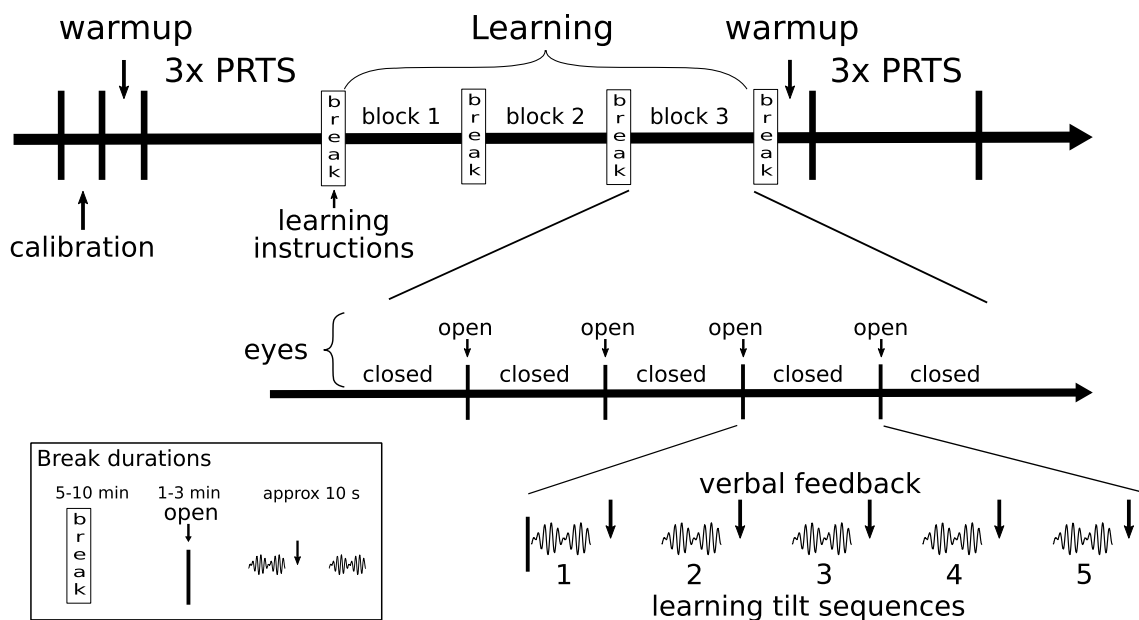 warmup
Learning
warmup
3x PRTS
3x PRTS
break
block 1
break
block 2
break
block 3
break
calibration
learning
instructions
eyes
open
open
open
open
closed
closed
closed
closed
closed
Break durations
5-10 min
1-3 min
approx 10 s
open
break
verbal feedback
1
2
3
4
5
learning tilt sequences